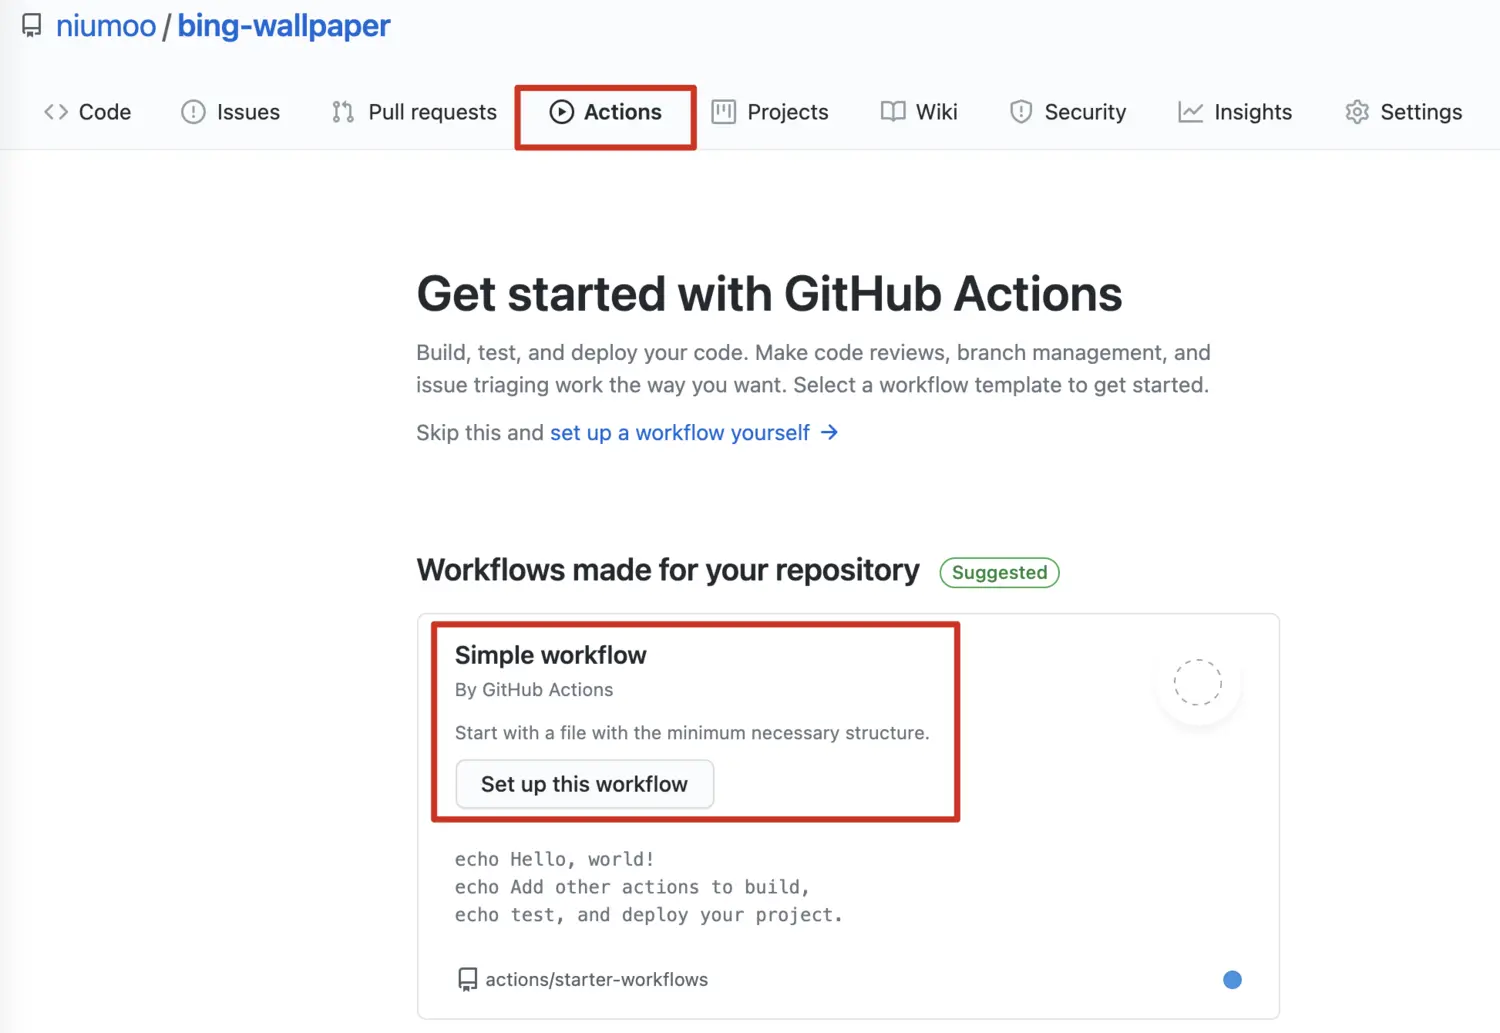 niumoo / bing-wallpaper
Code Issues Pull requests Actions Projects Wiki Security Insights Settings
Get started with GitHub Actions
Build, test, and deploy your code. Make code reviews, branch management, and
issue triaging work the way you want. Select a workflow template to get started.
Skip this and set up a workflow yourself →
Workflows made for your repository Suggested
Simple workflow
By GitHub Actions
Start with a file with the minimum necessary structure.
Set up this workflow
echo Hello, world!
echo Add other actions to build,
echo test, and deploy your project.
actions/starter-workflows